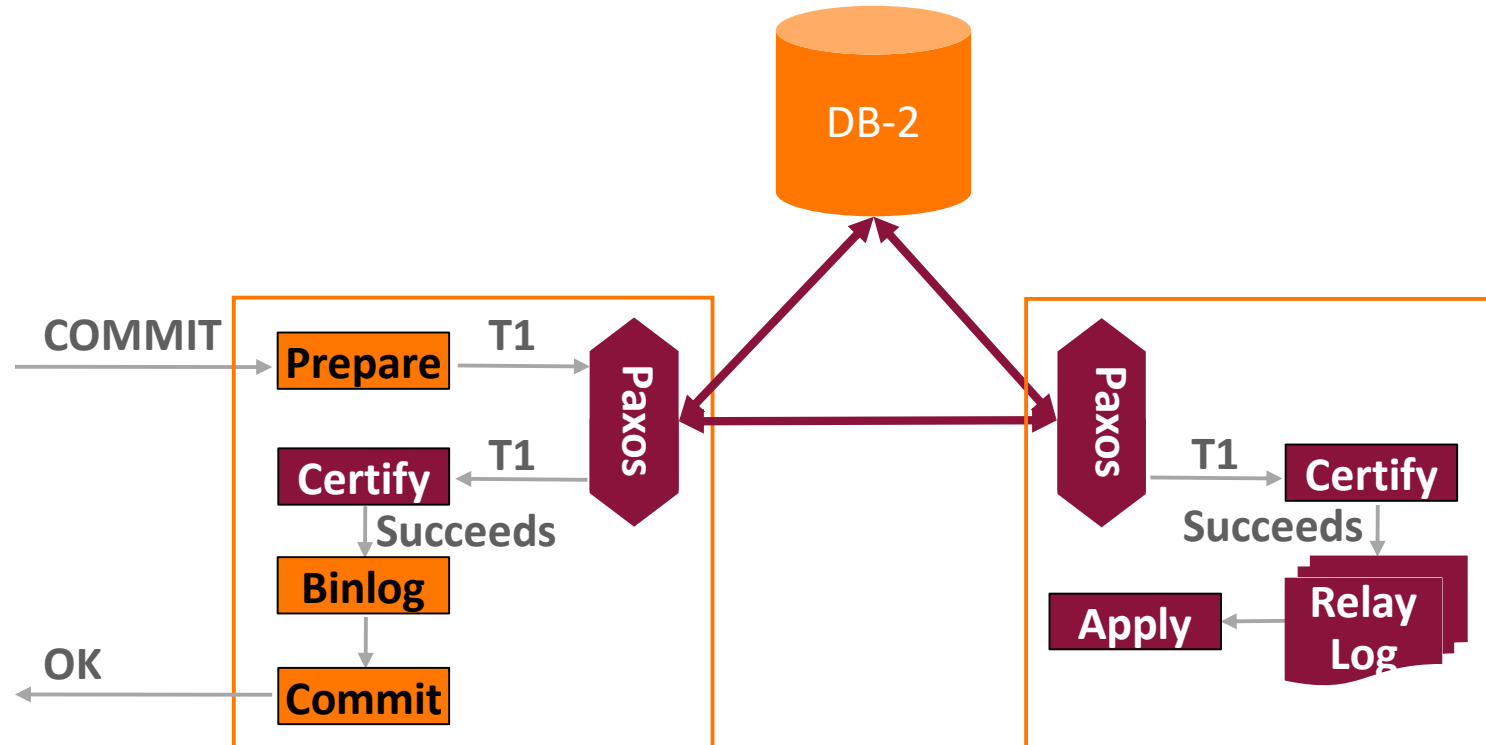 DB-2
COMMIT
Prepare
T1
Paxos
Certify
T1
Succeeds
Binlog
OK
Commit
Paxos
T1
Certify
Succeeds
Relay
Log
Apply